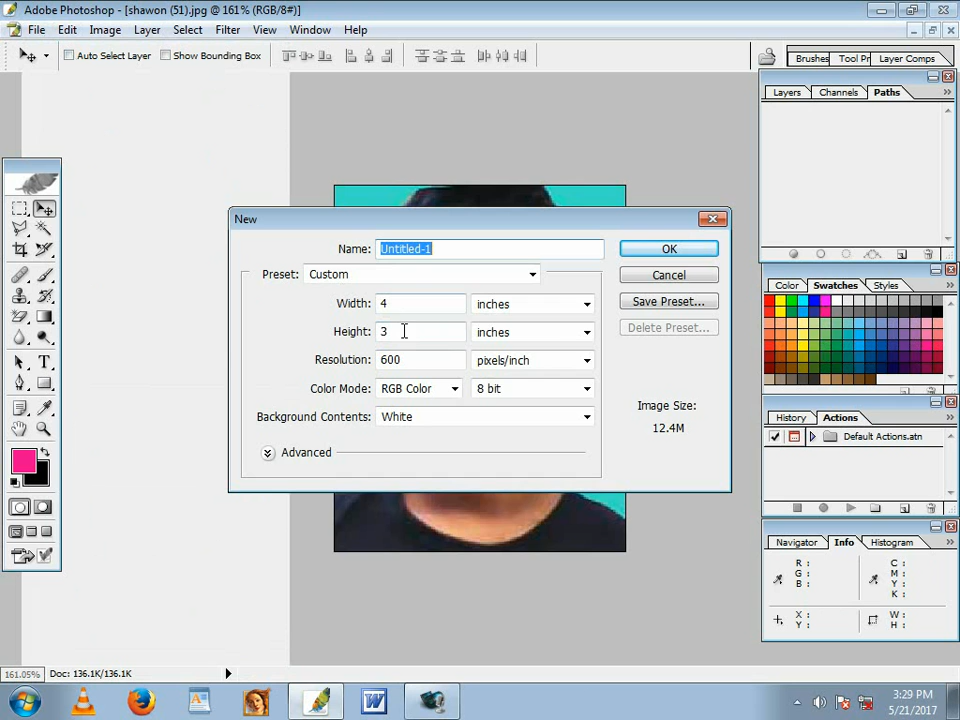 Adobe Photoshop - [shawon (51).jpg @ 161% (RGB/8#)]
File Edit Image Layer Select Filter View Window Help
Auto Select Layer Show Bounding Box
Brushes Tool Pr Layer Comps
Layers Channels Paths
New
Name: Untitled-1 OK
Preset: Custom Cancel
Width: 4 inches Save Preset...
Height: 3 inches Delete Preset...
Resolution: 600 pixels/inch
Color Mode: RGB Color 8 bit
Background Contents: White
Image Size:
12.4M
Advanced
Color Swatches Styles
History Actions
Default Actions.atn
Navigator Info Histogram
R :
G :
B :
C :
M :
Y :
K :
X :
Y :
W :
H :
161.05% Doc: 136.1K/136.1K
3:29 PM
5/21/2017